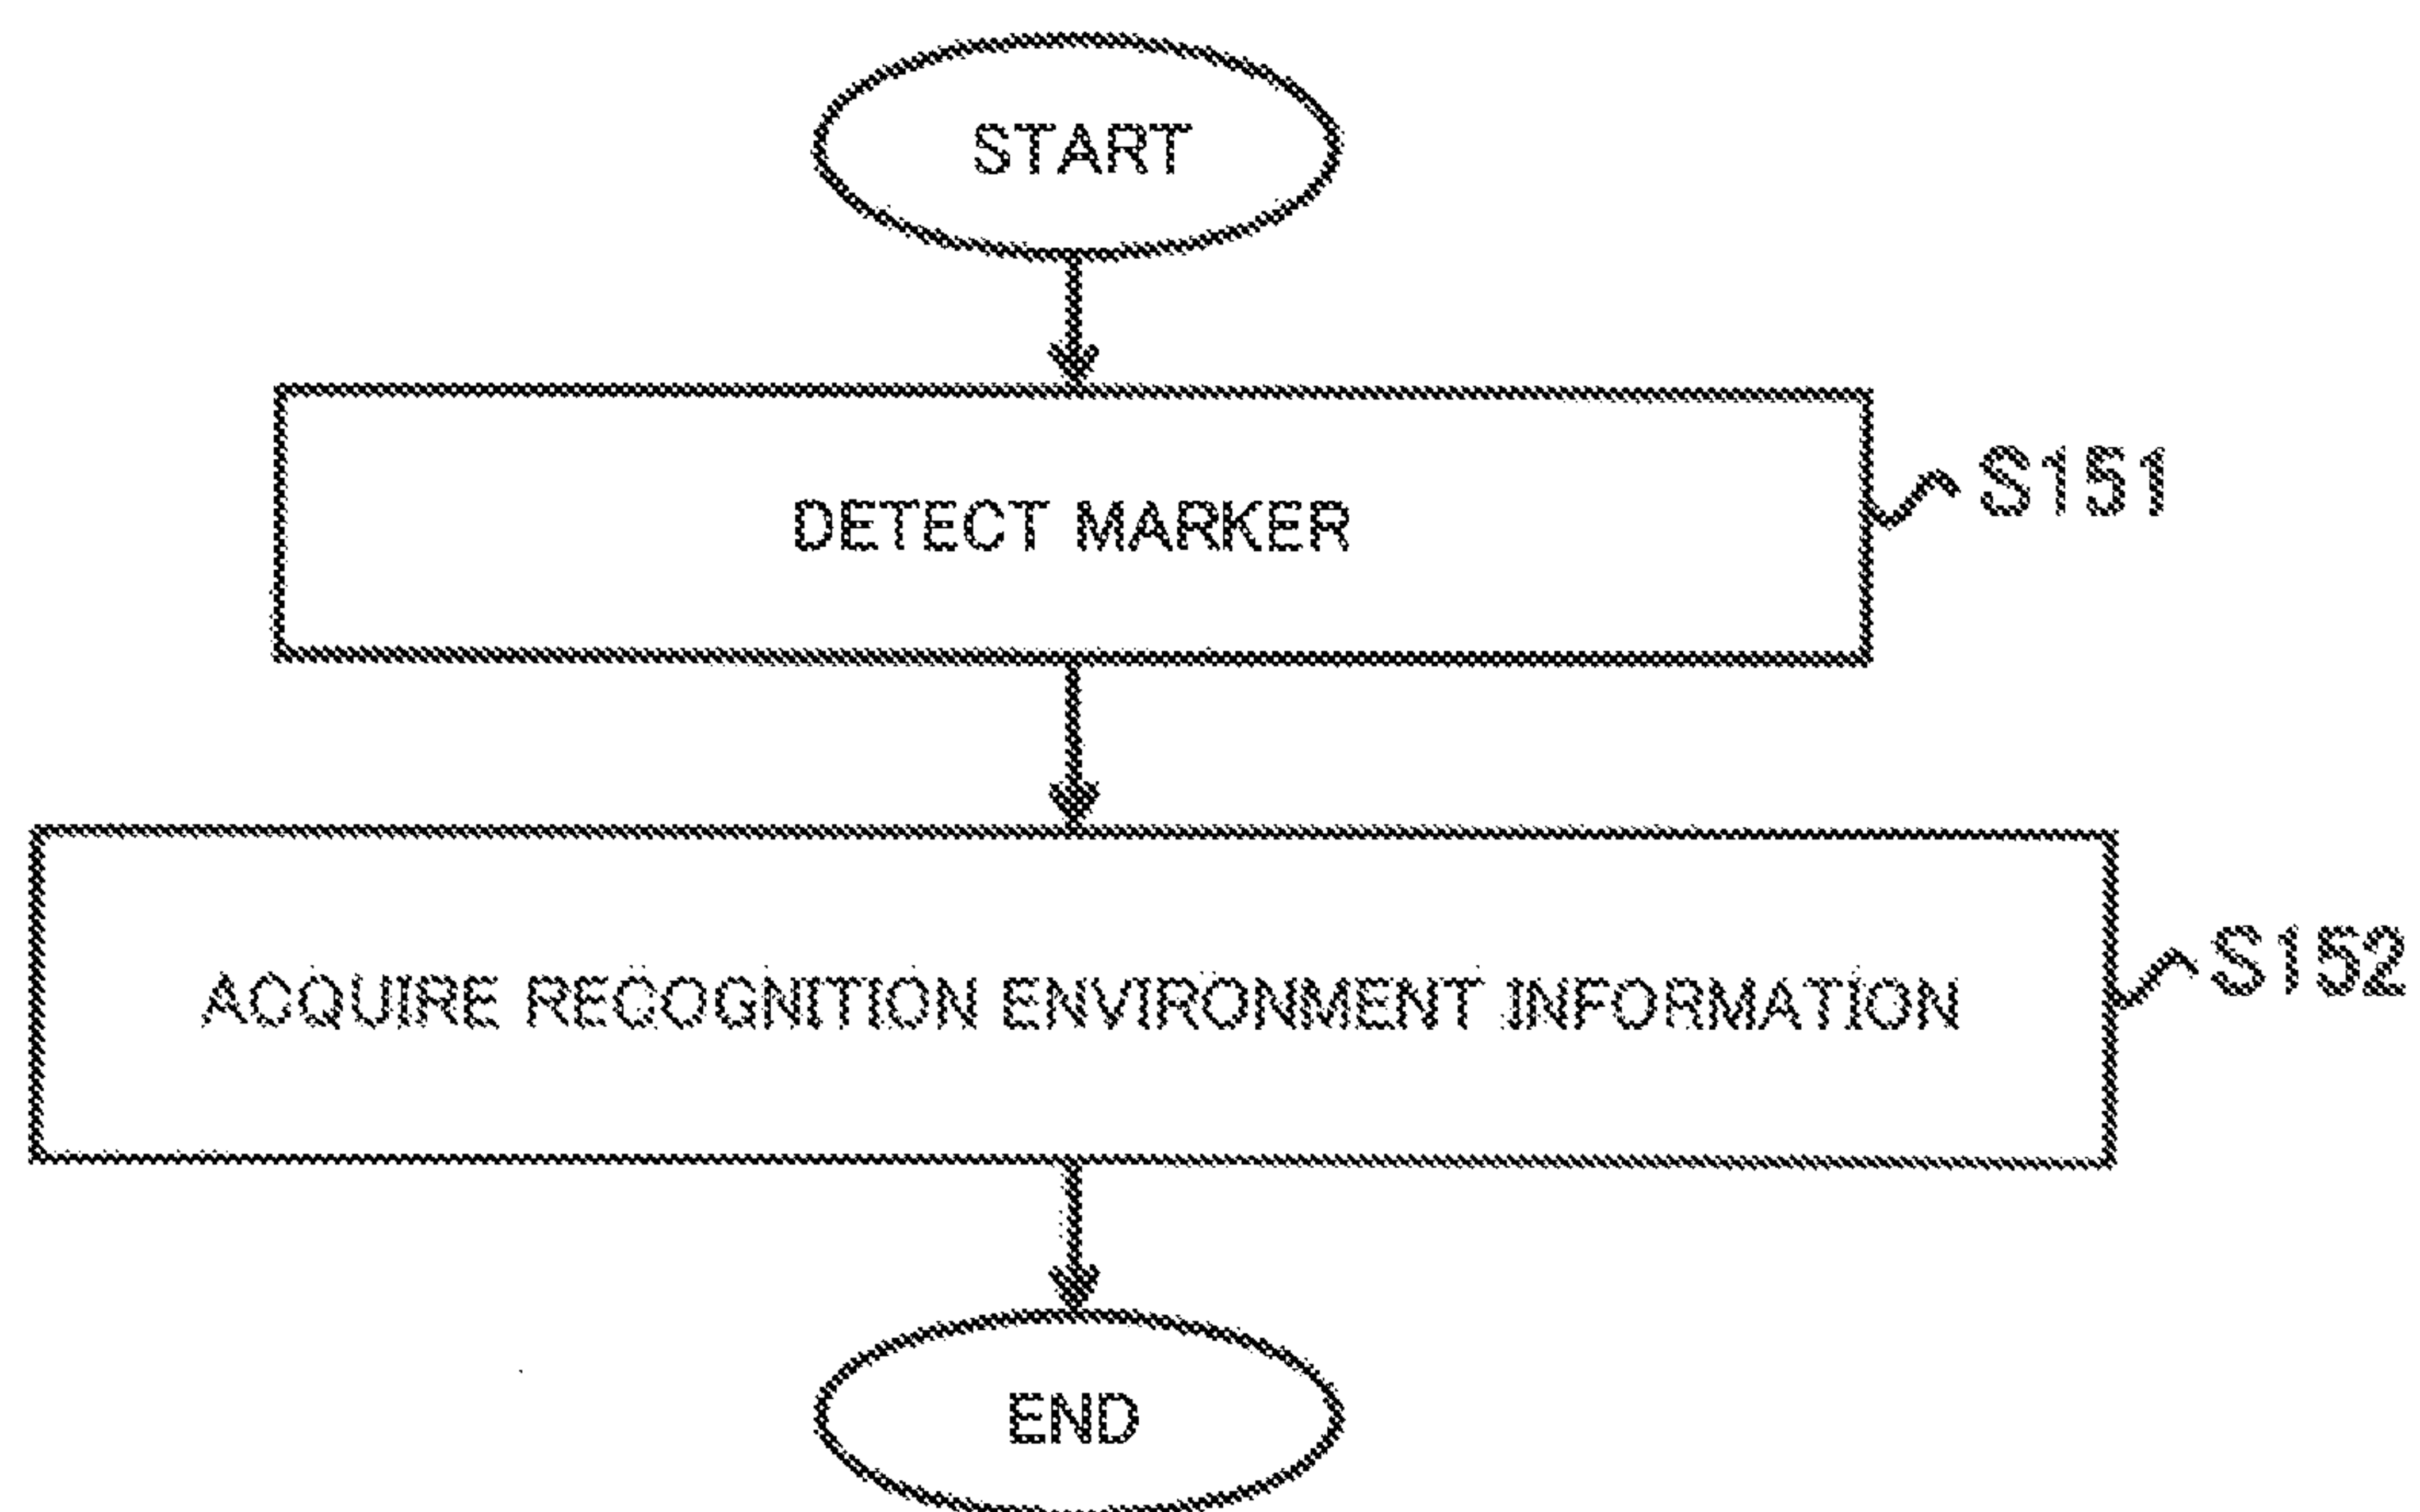 START
DETECT MARKER
S151
ACQUIRE RECOGNITION ENVIRONMENT INFORMATION
S152
END